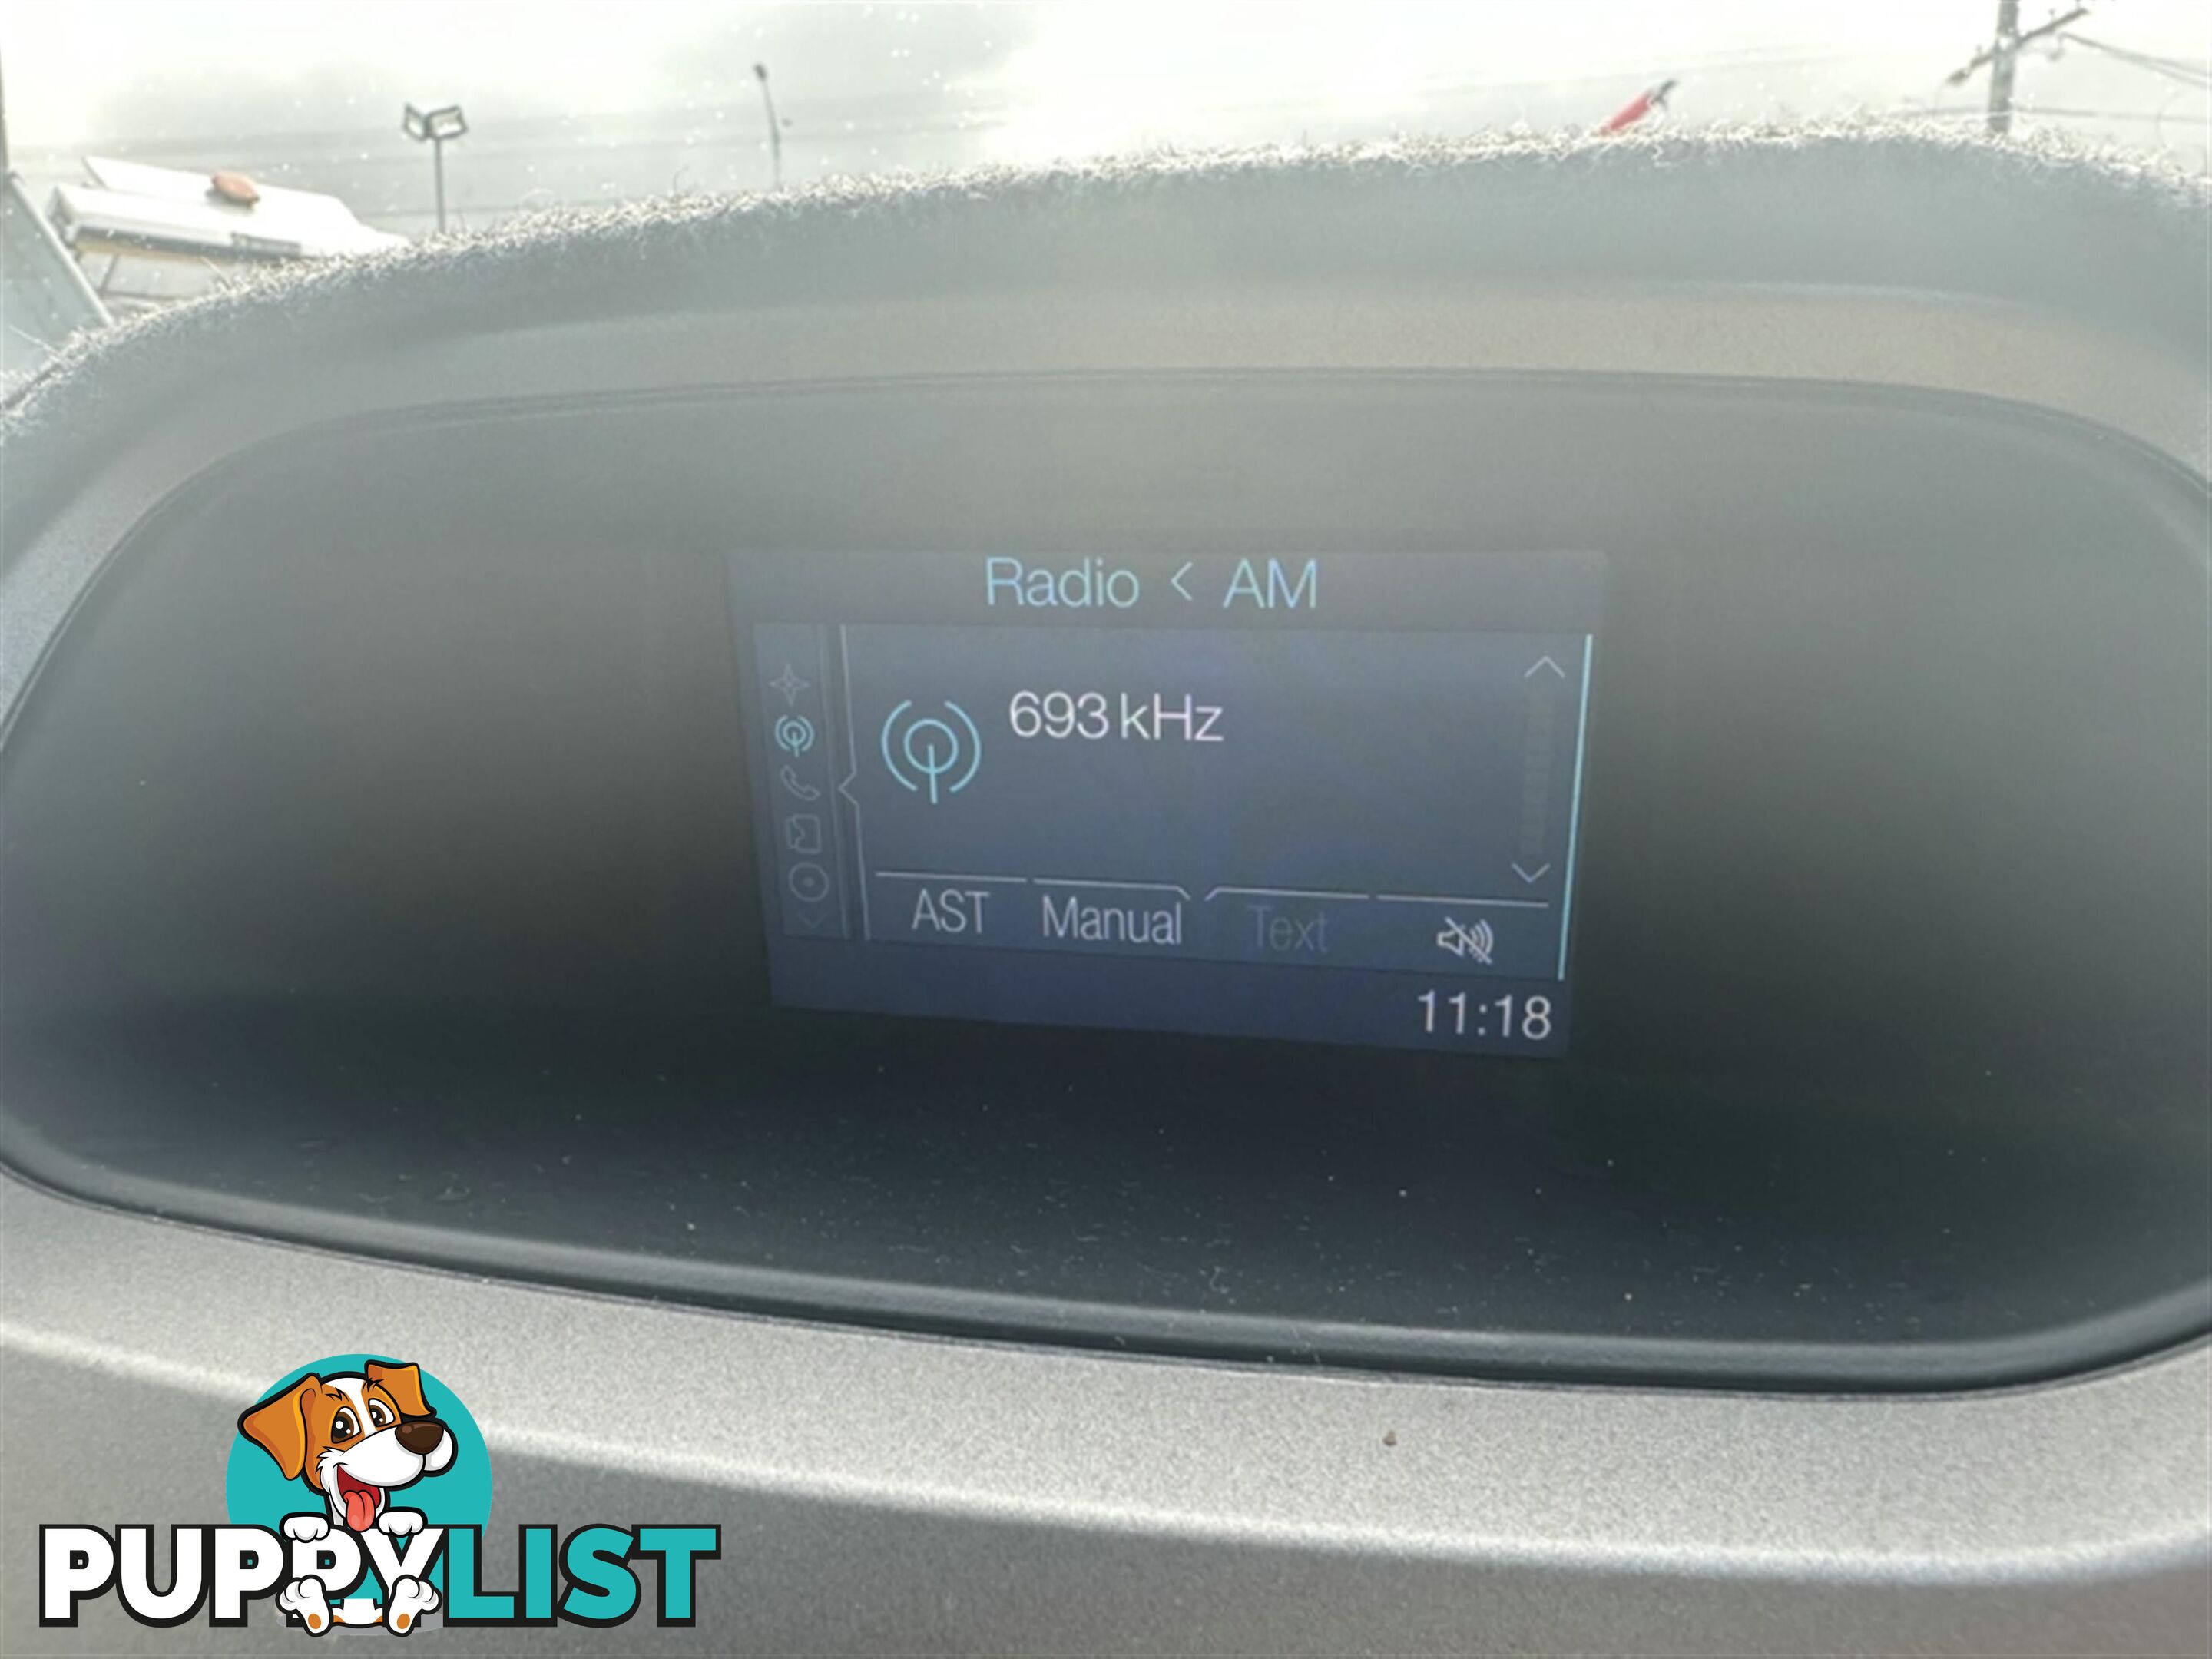 Radio < AM
693 kHz
AST Manual Text
11:18
PUPPYLIST